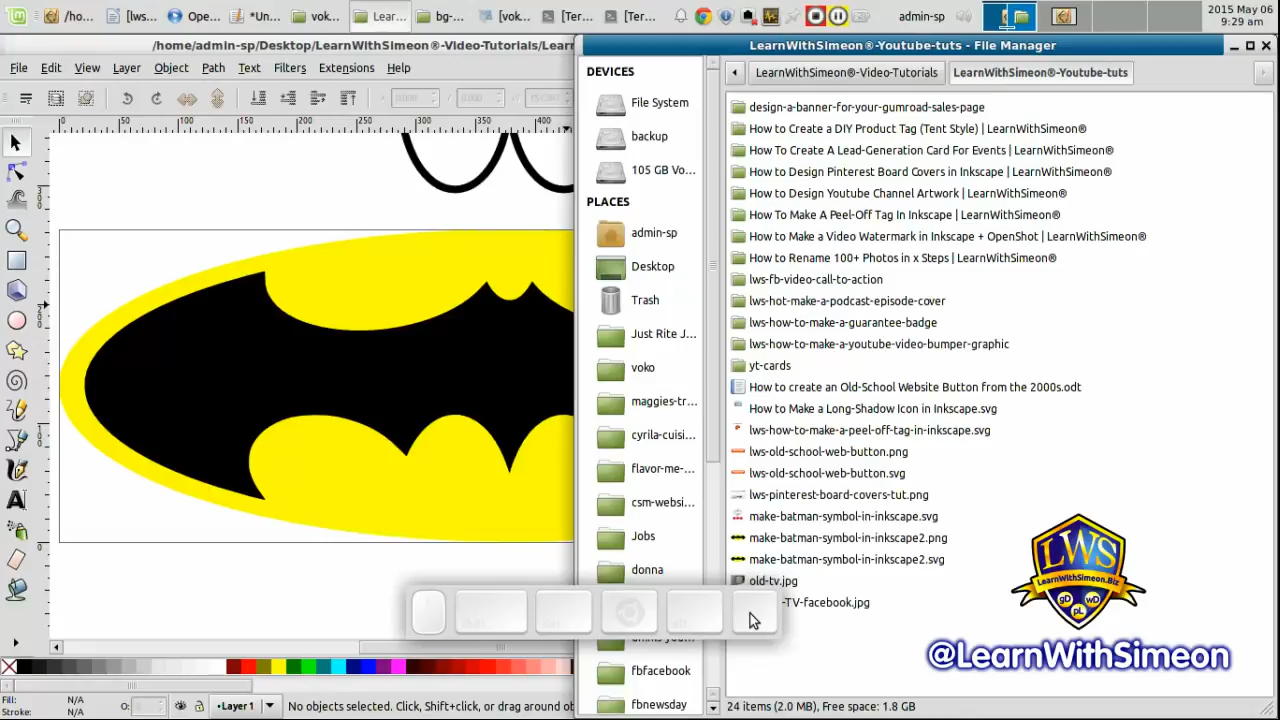 /ho...
[lws...
Ope...
*Un...
vok...
Lear...
bg-...
[vok...
[Ter...
[Ter...
admin-sp
2015 May 06
9:29 am
/home/admin-sp/Desktop/LearnWithSimeon®-Video-Tutorials/Learn
LearnWithSimeon®-Youtube-tuts - File Manager
File Edit View Layer Object Path Text Filters Extensions Help
DEVICES
LearnWithSimeon®-Video-Tutorials
LearnWithSimeon®-Youtube-tuts
File System
backup
105 GB Vo...
PLACES
admin-sp
Desktop
Trash
Just Rite J...
voko
maggies-tr...
cyrila-cuisi...
flavor-me-...
csm-websi...
Jobs
donna
fbfacebook
fbnewsday
design-a-banner-for-your-gumroad-sales-page
How to Create a DIY Product Tag (Tent Style) | LearnWithSimeon®
How To Create A Lead-Generation Card For Events | LearnWithSimeon®
How to Design Pinterest Board Covers in Inkscape | LearnWithSimeon®
How to Design Youtube Channel Artwork | LearnWithSimeon®
How To Make A Peel-Off Tag In Inkscape | LearnWithSimeon®
How to Make a Video Watermark in Inkscape + OpenShot | LearnWithSimeon®
How to Rename 100+ Photos in x Steps | LearnWithSimeon®
lws-fb-video-call-to-action
lws-hot-make-a-podcast-episode-cover
lws-how-to-make-a-guarantee-badge
lws-how-to-make-a-youtube-video-bumper-graphic
yt-cards
How to create an Old-School Website Button from the 2000s.odt
How to Make a Long-Shadow Icon in Inkscape.svg
lws-how-to-make-a-peel-off-tag-in-inkscape.svg
lws-old-school-web-button.png
lws-old-school-web-button.svg
lws-pinterest-board-covers-tut.png
make-batman-symbol-in-inkscape.svg
make-batman-symbol-in-inkscape2.png
make-batman-symbol-in-inkscape2.svg
old-tv.jpg
-TV-facebook.jpg
24 items (2.0 MB), Free space: 1.8 GB
0 50 100 150 200 250 300 350 400
LWS
LearnWithSimeon.Biz
gD
wD
pL
@LearnWithSimeon
Fill: N/A
Stroke: N/A
O:
Layer 1
No objects selected. Click, Shift+click, or drag around ob